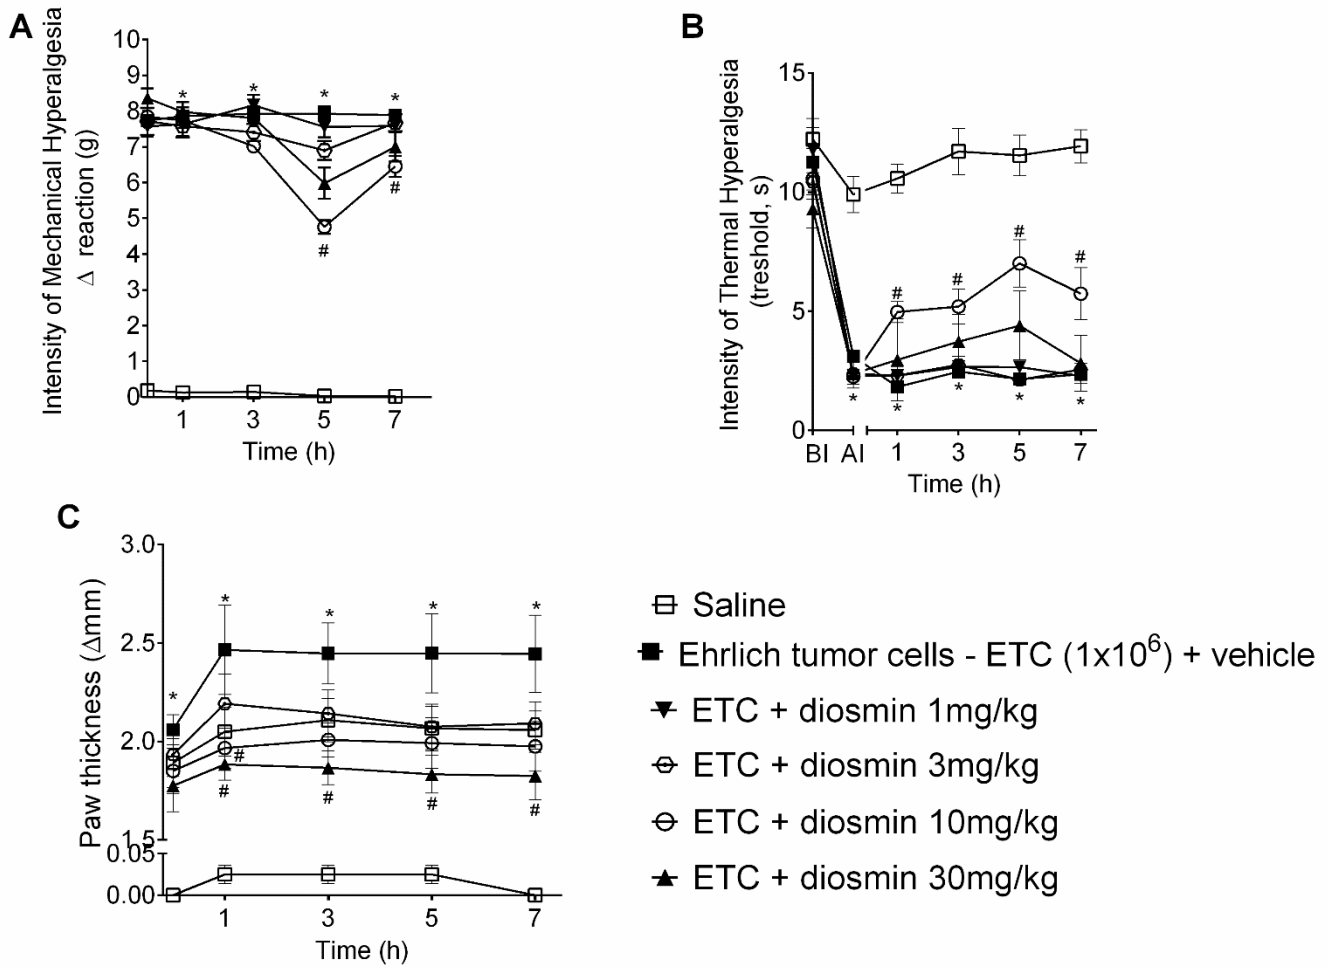 A
Intensity of Mechanical Hyperalgesia
Δ reaction (g)
10
9
8
7
6
5
4
3
2
1
0
* * * *
#
#
1 3 5 7
Time (h)
B
Intensity of Thermal Hyperalgesia
(treshold, s)
15
10
5
0
# # # #
* * * * *
BI AI 1 3 5 7
Time (h)
C
Paw thickness (Δmm)
3.0
2.5
2.0
1.5
0.05
0.00
* * * * *
#
# # # #
1 3 5 7
Time (h)
Saline
Ehrlich tumor cells - ETC (1x10⁶) + vehicle
ETC + diosmin 1mg/kg
ETC + diosmin 3mg/kg
ETC + diosmin 10mg/kg
ETC + diosmin 30mg/kg